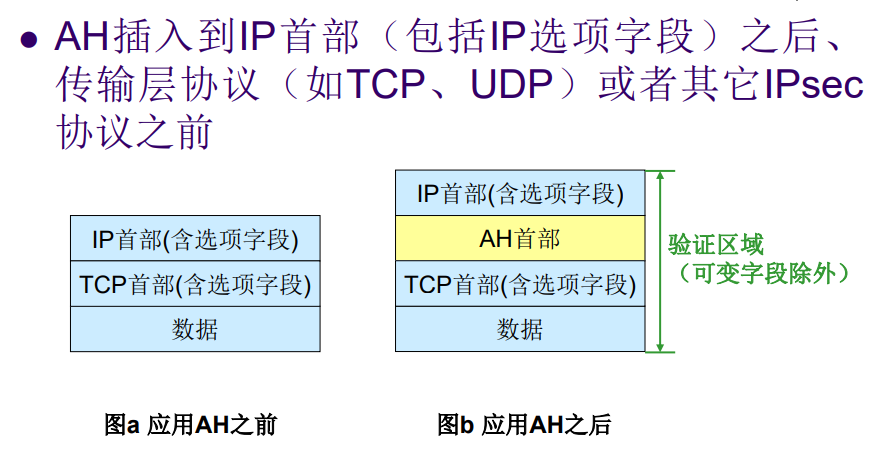 ● AH插入到IP首部（包括IP选项字段）之后、
传输层协议（如TCP、UDP）或者其它IPsec
协议之前
IP首部(含选项字段)
TCP首部(含选项字段)
数据
图a 应用AH之前
IP首部(含选项字段)
AH首部
TCP首部(含选项字段)
数据
验证区域
（可变字段除外）
图b 应用AH之后